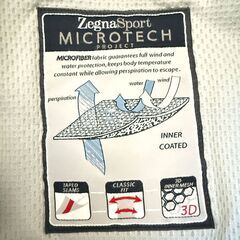 ZegnaSport
MICROTECH
PROJECT
MICROFIBER fabric guarantees full wind and
water protection, keeps body temperature
constant while allowing perspiration to escape.
water
wind
perspiration
INNER
COATED
TAPED
SEAMS
CLASSIC
FIT
3D
INNER MESH
3D